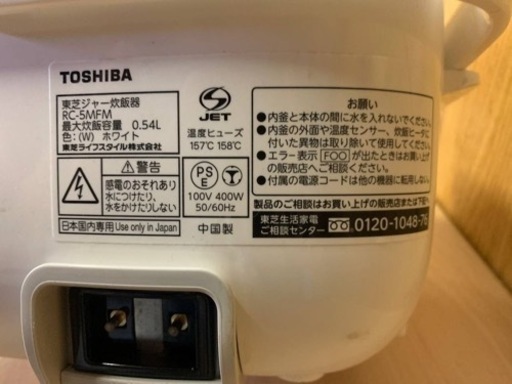 TOSHIBA
東芝ジャー炊飯器
RC-5MFM
最大炊飯容量 0.54L
色:(W) ホワイト
東芝ライフスタイル株式会社
警告
感電のおそれあり
水につけたり、
水をかけたりしない
日本国内専用 Use only in Japan
S
JET
温度ヒューズ
157℃ 158℃
PS
E
100V 400W
50/60Hz
中国製
お願い
●内釜と本体の間に水を入れないでください
●内釜の外面や温度センサー、炊飯ヒータに
付いた異物は取り除いて使用してください
●エラー表示 F00 が出たときはお買い上げ
の販売店にご相談ください
●付属の電源コードは他の機器に転用しない
製品のご相談はお買い上げの販売店または下記へ
東芝生活家電
ご相談センター 0120-1048-76